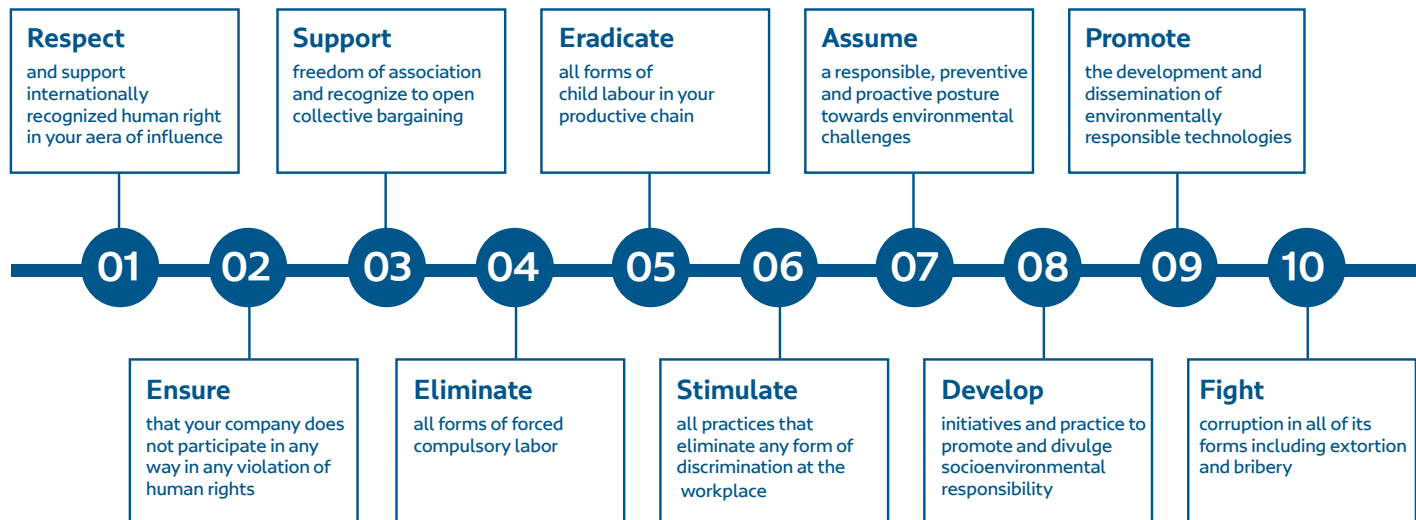 Respect
and support
internationally
recognized human right
in your aera of influence
Support
freedom of association
and recognize to open
collective bargaining
Eradicate
all forms of
child labour in your
productive chain
Assume
a responsible, preventive
and proactive posture
towards environmental
challenges
Promote
the development and
dissemination of
environmentally
responsible technologies
01
02
03
04
05
06
07
08
09
10
Ensure
that your company does
not participate in any
way in any violation of
human rights
Eliminate
all forms of forced
compulsory labor
Stimulate
all practices that
eliminate any form of
discrimination at the
workplace
Develop
initiatives and practice to
promote and divulge
socioenvironmental
responsibility
Fight
corruption in all of its
forms including extortion
and bribery